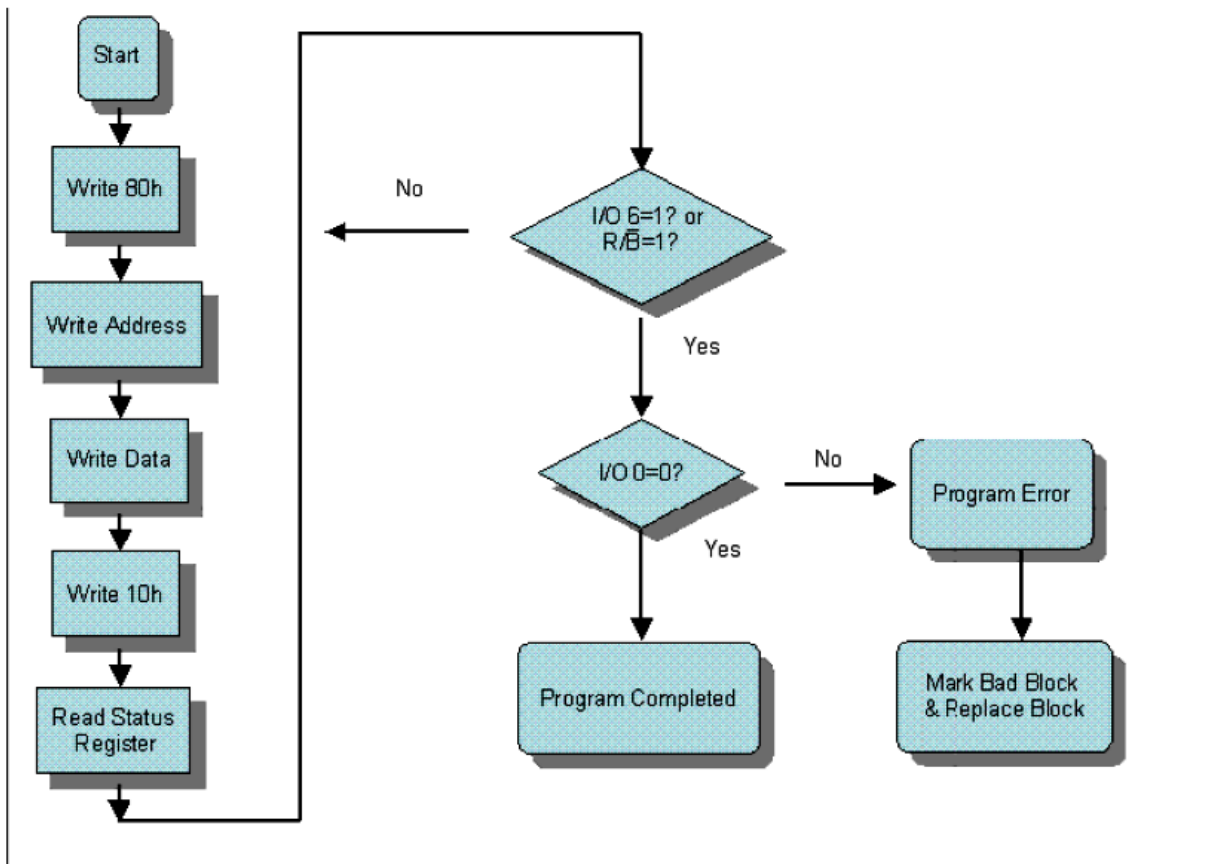 Start
Write 80h
Write Address
Write Data
Write 10h
Read Status
Register
No
I/O 6=1? or
R/B̅=1?
Yes
I/O 0=0?
No
Yes
Program Error
Program Completed
Mark Bad Block
& Replace Block